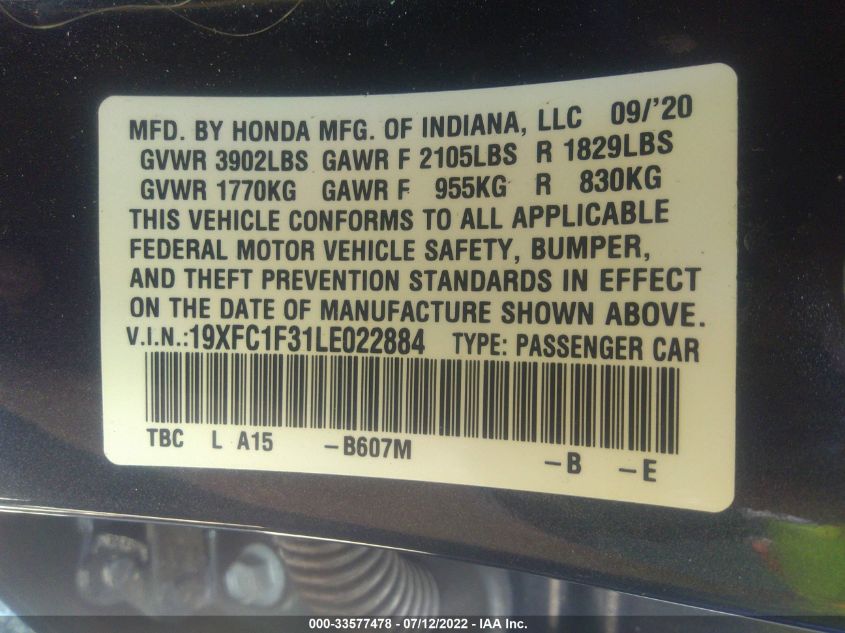 MFD. BY HONDA MFG. OF INDIANA, LLC 09/'20
GVWR 3902LBS GAWR F 2105LBS R 1829LBS
GVWR 1770KG GAWR F 955KG R 830KG
THIS VEHICLE CONFORMS TO ALL APPLICABLE
FEDERAL MOTOR VEHICLE SAFETY, BUMPER,
AND THEFT PREVENTION STANDARDS IN EFFECT
ON THE DATE OF MANUFACTURE SHOWN ABOVE.
V.I.N.:19XFC1F31LE022884 TYPE: PASSENGER CAR
TBC L A15 -B607M -B -E
000-33577478 - 07/12/2022 - IAA Inc.